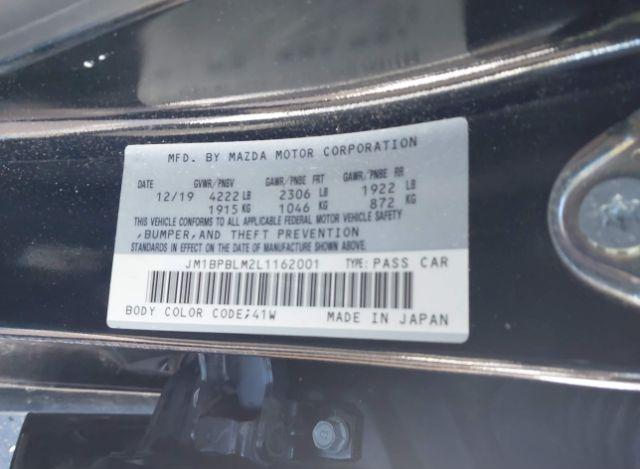 MFD. BY MAZDA MOTOR CORPORATION
DATE GVWR/PNBV GAWR/PNBE FRT GAWR/PNBE RR
12/19 4222 LB 2306 LB 1922 LB
1915 KG 1046 KG 872 KG
THIS VEHICLE CONFORMS TO ALL APPLICABLE FEDERAL MOTOR VEHICLE SAFETY
,BUMPER,AND THEFT PREVENTION
STANDARDS IN EFFECT ON THE DATE OF MANUFACTURE SHOWN ABOVE.
JM1BPBLM2L1162001 TYPE: PASS CAR
BODY COLOR CODE;41W MADE IN JAPAN